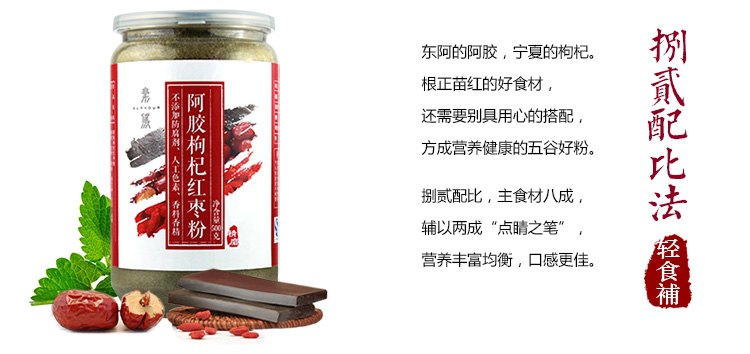 阿胶枸杞红枣粉
不添加防腐剂、人工色素、香料香精
净含量500克
东阿的阿胶，宁夏的枸杞。
根正苗红的好食材，
还需要别具用心的搭配，
方成营养健康的五谷好粉。
捌贰配比，主食材八成，
辅以两成“点睛之笔”，
营养丰富均衡，口感更佳。
捌貳配比法
轻食補